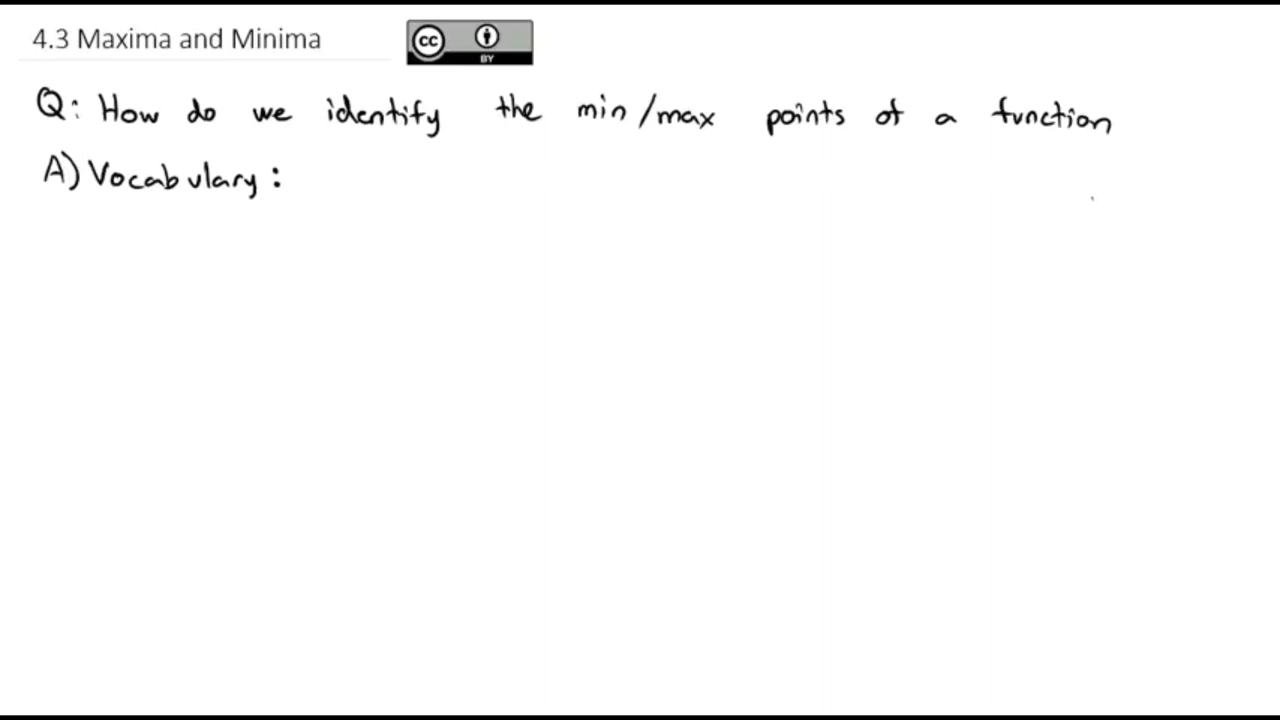 4.3 Maxima and Minima
cc BY
Q: How do we identify the min/max points of a function
A) Vocabulary: